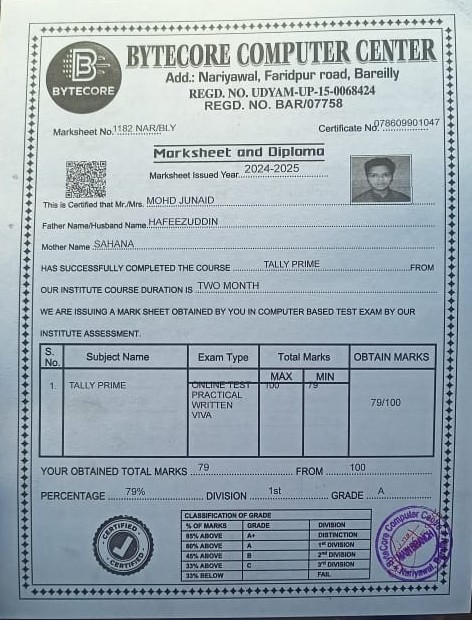 BYTECORE COMPUTER CENTER
BYTECORE
Add.: Nariyawal, Faridpur road, Bareilly
REGD. NO. UDYAM-UP-15-0068424
REGD. NO. BAR/07758
Marksheet No. 1182 NAR/BLY
Certificate No. 078609901047
Marksheet and Diploma
Marksheet Issued Year 2024-2025
This is Certified that Mr./Mrs. MOHD JUNAID
Father Name/Husband Name HAFEEZUDDIN
Mother Name SAHANA
HAS SUCCESSFULLY COMPLETED THE COURSE TALLY PRIME FROM
OUR INSTITUTE COURSE DURATION IS TWO MONTH
WE ARE ISSUING A MARK SHEET OBTAINED BY YOU IN COMPUTER BASED TEST EXAM BY OUR
INSTITUTE ASSESSMENT.
S. No. Subject Name Exam Type Total Marks OBTAIN MARKS
MAX MIN
1. TALLY PRIME ONLINE TEST 100 79
PRACTICAL
WRITTEN 79/100
VIVA
YOUR OBTAINED TOTAL MARKS 79 FROM 100
PERCENTAGE 79% DIVISION 1st GRADE A
CERTIFIED
CERTIFIED
CLASSIFICATION OF GRADE
% OF MARKS GRADE DIVISION
85% ABOVE A+ DISTINCTION
60% ABOVE A 1ST DIVISION
45% ABOVE B 2nd DIVISION
33% ABOVE C 3rd DIVISION
33% BELOW FAIL
ByteCore Computer
Nariyawal